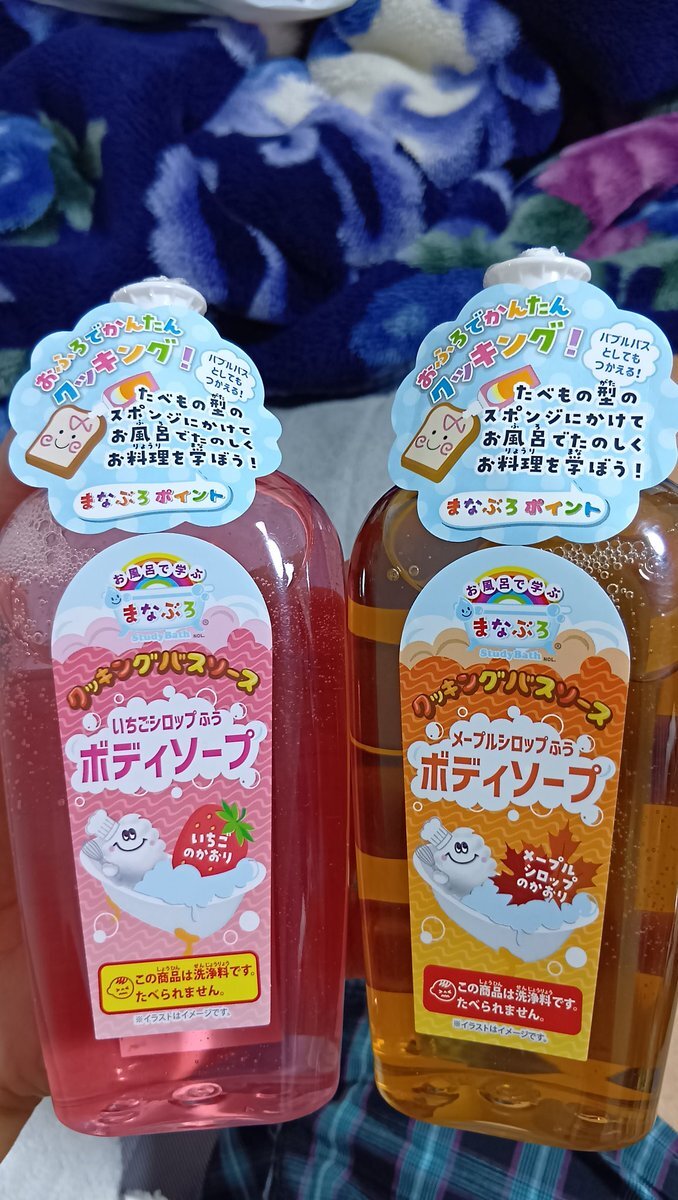 おふろでかんたん
クッキング!
バブルバス
としても
つかえる!
たべもの型のがた
スポンジにかけて
お風呂でたのしく
お料理を学ぼう!
まなぶろ ポイント
お風呂で学ぶ
まなぶろ
StudyBath NOL.
クッキングバスソース
いちごシロップふう
ボディソープ
いちご
のかおり
この商品は洗浄料です。
たべられません。
※イラストはイメージです。
おふろでかんたん
クッキング!
バブルバス
としても
つかえる!
たべもの型の
スポンジにかけて
お風呂でたのしく
お料理を学ぼう!
まなぶろ ポイント
お風呂で学ぶ
まなぶろ
StudyBath NOL.
クッキングバスソース
メープルシロップふう
ボディソープ
メープル
シロップ
のかおり
この商品は洗浄料です。
たべられません。
※イラストはイメージです。